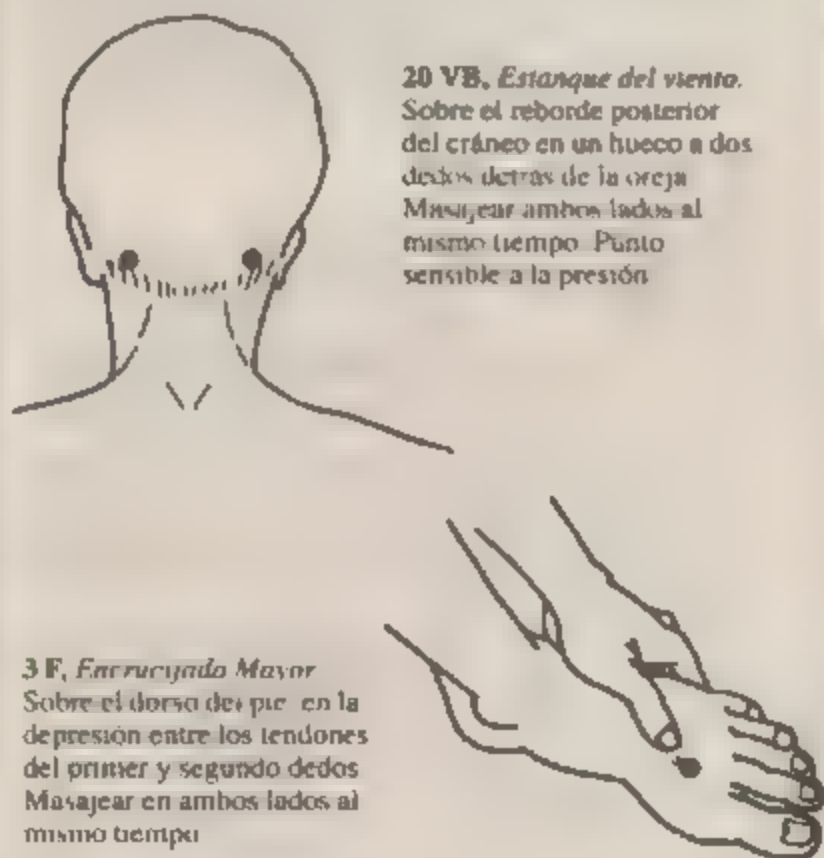 20 VB, Estanque del viento.
Sobre el reborde posterior
del cráneo en un hueco a dos
dedos detrás de la oreja
Masajear ambos lados al
mismo tiempo Punto
sensible a la presión
3 F, Encrucijada Mayor
Sobre el dorso del pie en la
depresión entre los tendones
del primer y segundo dedos
Masajear en ambos lados al
mismo tiempo